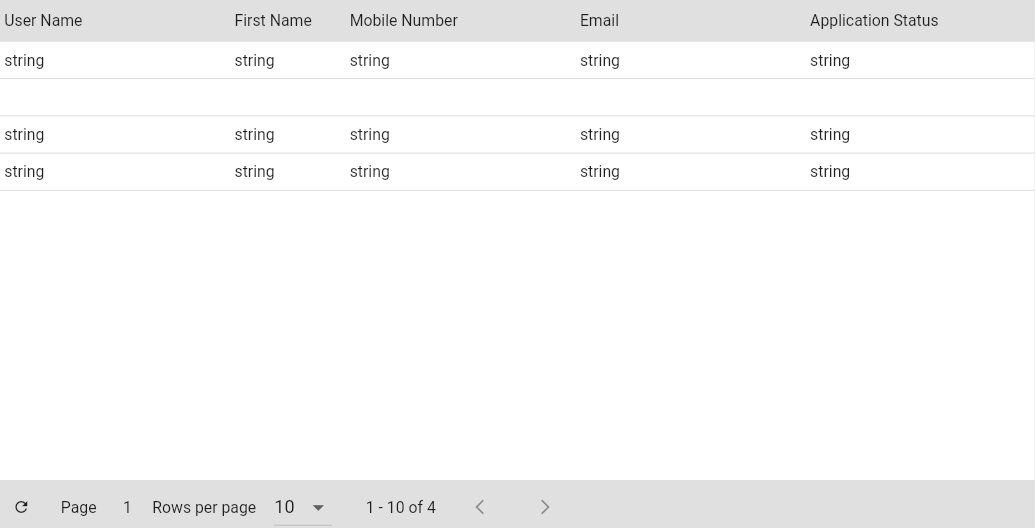 User Name First Name Mobile Number Email Application Status
string string string string string
string string string string string
string string string string string
Page 1 Rows per page 10 1 - 10 of 4